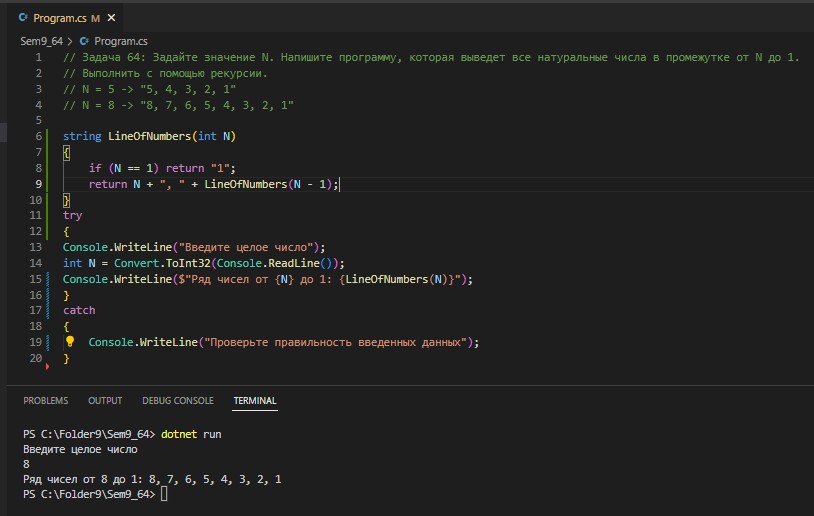 Program.cs M ✕
Sem9_64 > Program.cs
1 // Задача 64: Задайте значение N. Напишите программу, которая выведет все натуральные числа в промежутке от N до 1.
2 // Выполнить с помощью рекурсии.
3 // N = 5 -> "5, 4, 3, 2, 1"
4 // N = 8 -> "8, 7, 6, 5, 4, 3, 2, 1"
5
6 string LineOfNumbers(int N)
7 {
8     if (N == 1) return "1";
9     return N + ", " + LineOfNumbers(N - 1);
10 }
11 try
12 {
13 Console.WriteLine("Введите целое число");
14 int N = Convert.ToInt32(Console.ReadLine());
15 Console.WriteLine($"Ряд чисел от {N} до 1: {LineOfNumbers(N)}");
16 }
17 catch
18 {
19     Console.WriteLine("Проверьте правильность введенных данных");
20 }
PROBLEMS OUTPUT DEBUG CONSOLE TERMINAL
PS C:\Folder9\Sem9_64> dotnet run
Введите целое число
8
Ряд чисел от 8 до 1: 8, 7, 6, 5, 4, 3, 2, 1
PS C:\Folder9\Sem9_64>